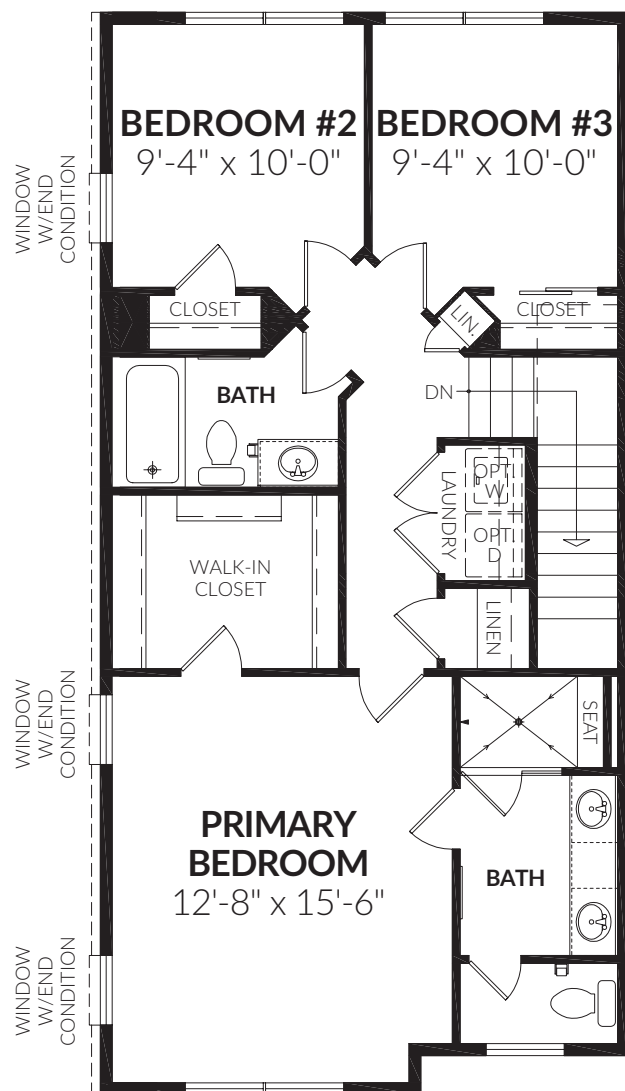 BEDROOM #2
9'-4" x 10'-0"
BEDROOM #3
9'-4" x 10'-0"
WINDOW
W/END
CONDITION
CLOSET
LIN.
CLOSET
BATH
DN
LAUNDRY
OPT.
W
OPT.
D
WALK-IN
CLOSET
LINEN
WINDOW
W/END
CONDITION
SEAT
PRIMARY
BEDROOM
12'-8" x 15'-6"
BATH
WINDOW
W/END
CONDITION